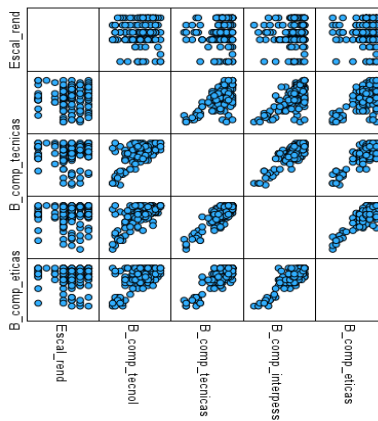 Escal_rend
B_comp_tecnicas
B_comp_eticas
Escal_rend
B_comp_tecnol
B_comp_tecnicas
B_comp_interpess
B_comp_eticas